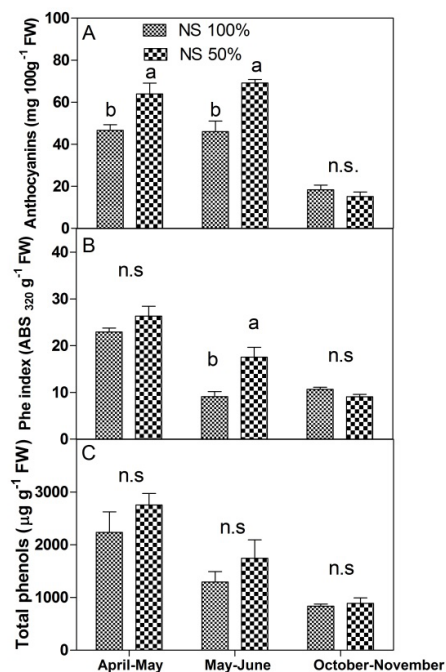 A
NS 100%
NS 50%
Anthocyanins (mg 100g⁻¹ FW)
100
80
60
40
20
0
b
a
b
a
n.s.
B
Phe index (ABS ₃₂₀ g⁻¹ FW)
40
30
20
10
0
n.s
b
a
n.s
C
Total phenols (µg g⁻¹ FW)
3000
2000
1000
0
n.s
n.s
n.s
April-May
May-June
October-November